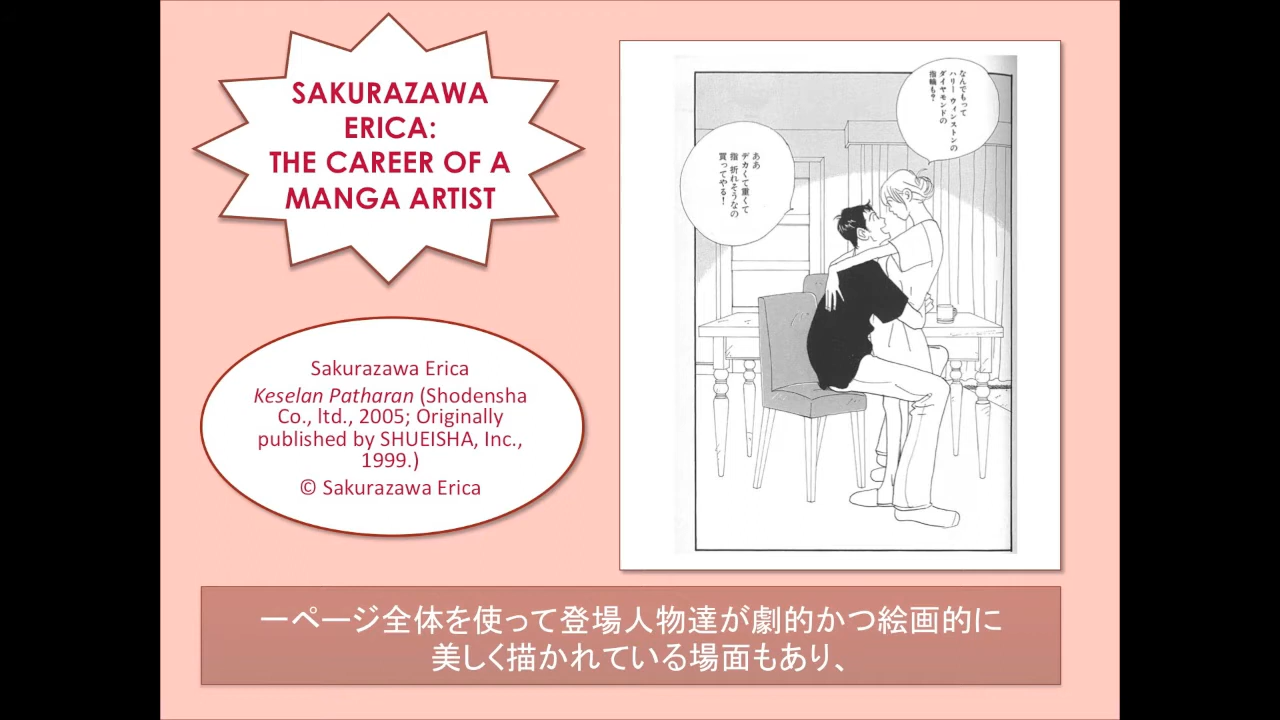 SAKURAZAWA
ERICA:
THE CAREER OF A
MANGA ARTIST
Sakurazawa Erica
Keselan Patharan (Shodensha
Co., ltd., 2005; Originally
published by SHUEISHA, Inc.,
1999.)
© Sakurazawa Erica
なんでもって
ハリー ウィンストンの
ダイヤモンドの
指輪も?
ああ
デカくて重くて
指 折れそうなの
買ってやる!
一ページ全体を使って登場人物達が劇的かつ絵画的に
美しく描かれている場面もあり、